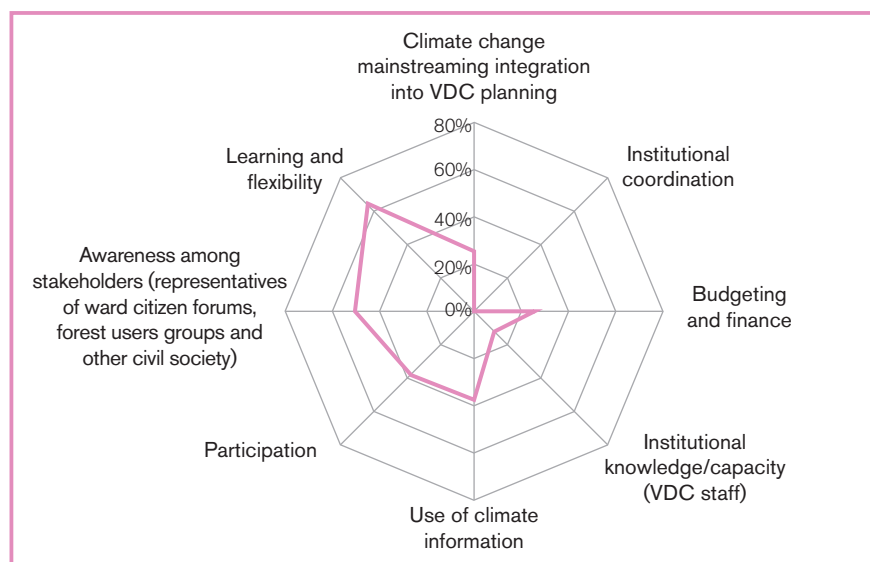 Climate change
mainstreaming integration
into VDC planning
80%
60%
40%
20%
0%
Institutional
coordination
Budgeting
and finance
Institutional
knowledge/capacity
(VDC staff)
Use of climate
information
Participation
Awareness among
stakeholders (representatives
of ward citizen forums,
forest users groups and
other civil society)
Learning and
flexibility